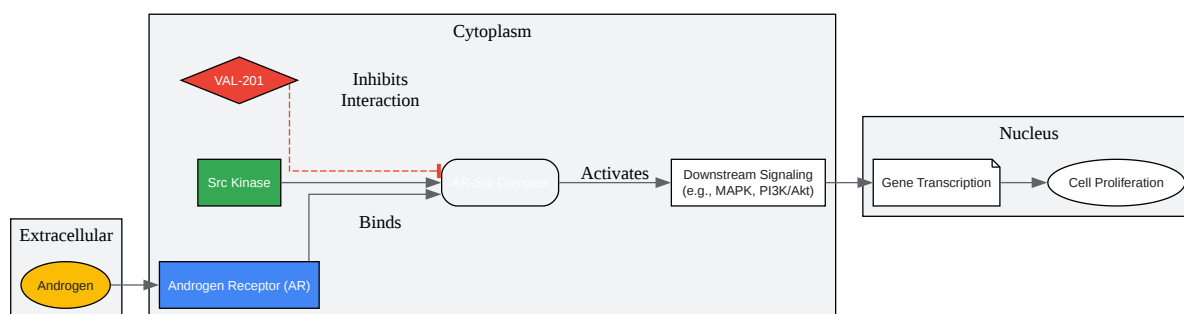 Cytoplasm
VAL-201
Inhibits
Interaction
Nucleus
Src Kinase
AR-Src Complex
Activates
Downstream Signaling
(e.g., MAPK, PI3K/Akt)
Gene Transcription
Cell Proliferation
Binds
Extracellular
Androgen
Androgen Receptor (AR)